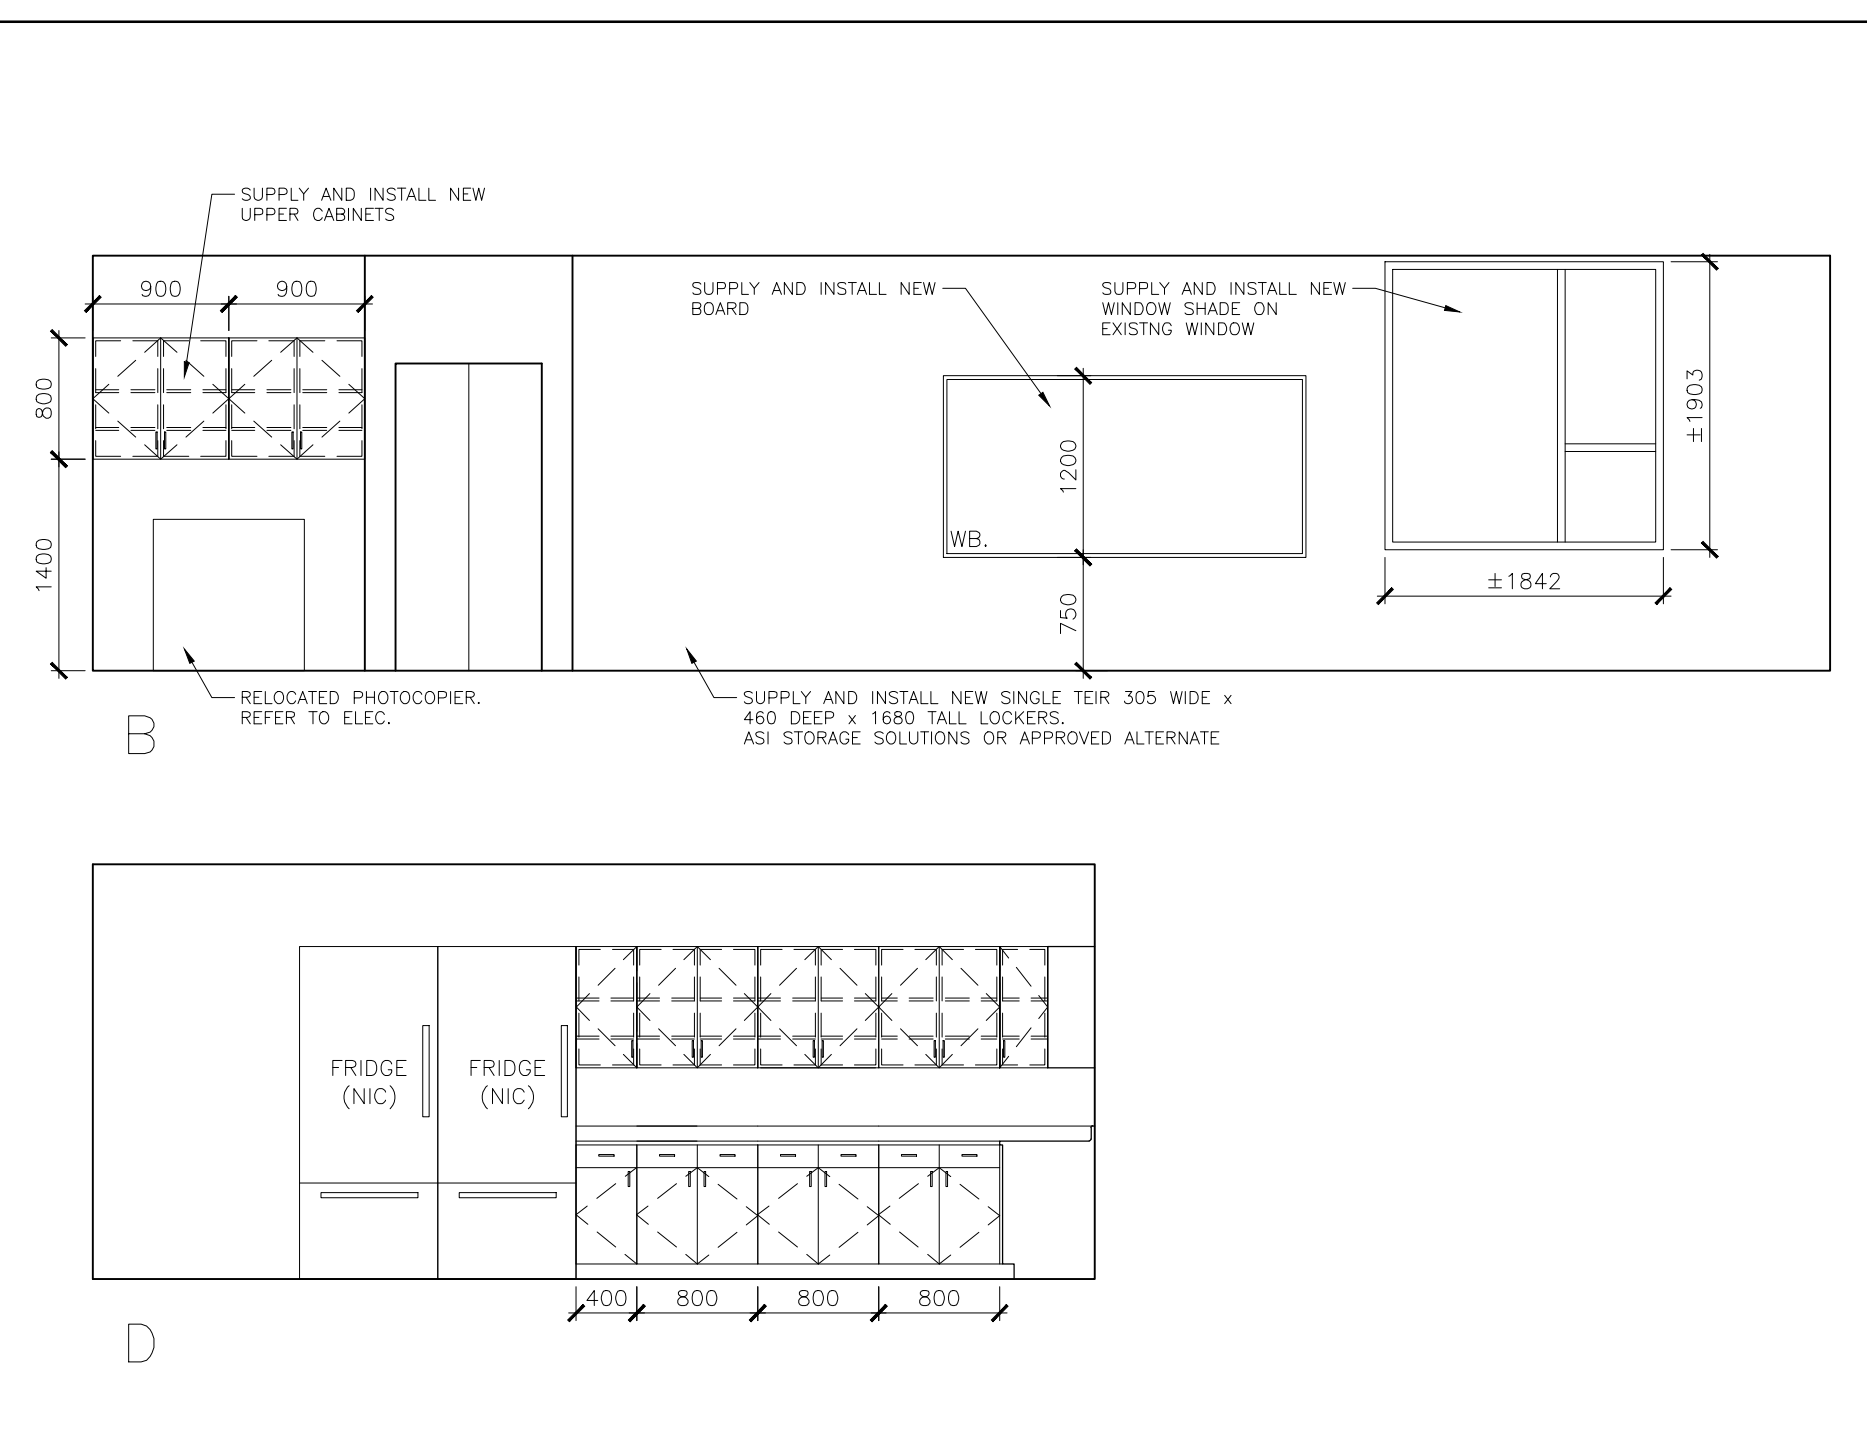 SUPPLY AND INSTALL NEW
UPPER CABINETS
900
900
SUPPLY AND INSTALL NEW
BOARD
SUPPLY AND INSTALL NEW
WINDOW SHADE ON
EXISTNG WINDOW
800
1400
1200
WB.
750
±1903
±1842
RELOCATED PHOTOCOPIER.
REFER TO ELEC.
SUPPLY AND INSTALL NEW SINGLE TEIR 305 WIDE x
460 DEEP x 1680 TALL LOCKERS.
ASI STORAGE SOLUTIONS OR APPROVED ALTERNATE
B
FRIDGE
(NIC)
FRIDGE
(NIC)
400
800
800
800
D